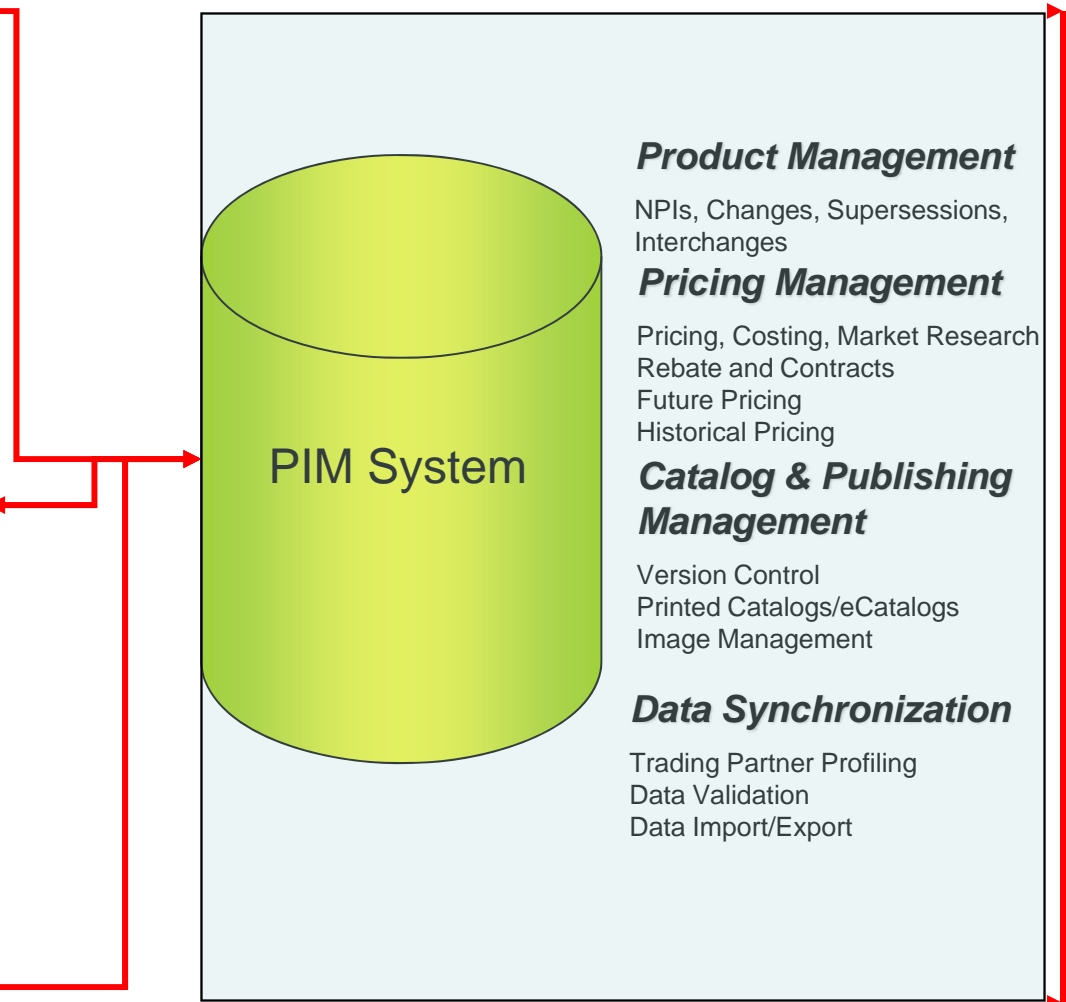 PIM System
Product Management
NPIs, Changes, Supersessions,
Interchanges
Pricing Management
Pricing, Costing, Market Research
Rebate and Contracts
Future Pricing
Historical Pricing
Catalog & Publishing
Management
Version Control
Printed Catalogs/eCatalogs
Image Management
Data Synchronization
Trading Partner Profiling
Data Validation
Data Import/Export